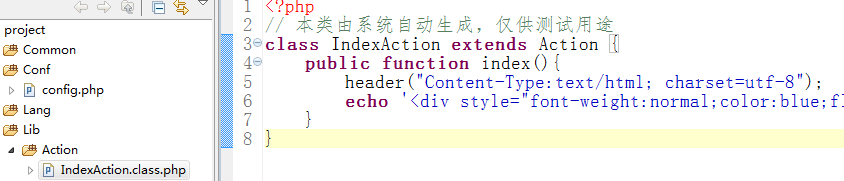 project
Common
Conf
config.php
Lang
Lib
Action
IndexAction.class.php
1 <?php
2 // 本类由系统自动生成，仅供测试用途
3 class IndexAction extends Action {
4 public function index(){
5 header("Content-Type:text/html; charset=utf-8");
6 echo '<div style="font-weight:normal;color:blue;fl
7 }
8 }